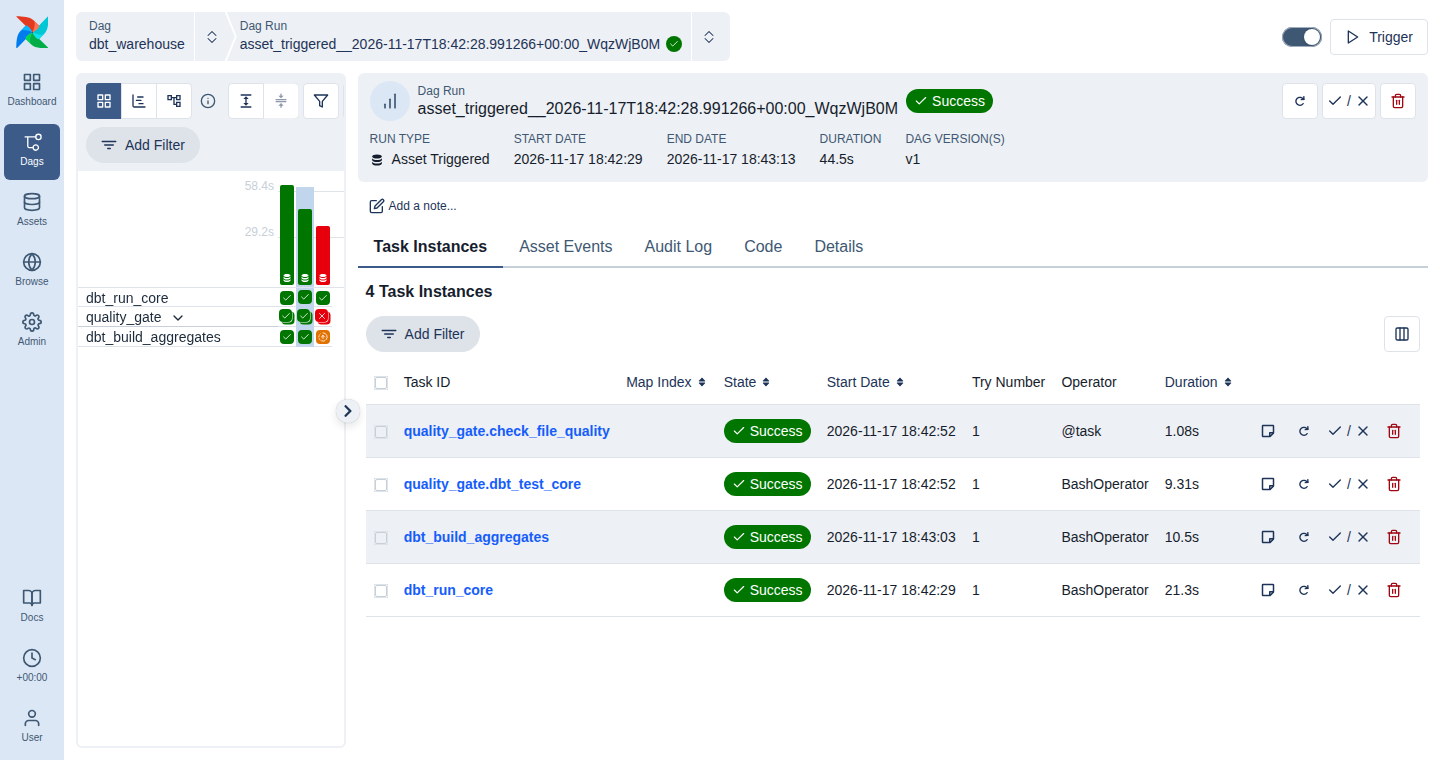 Dag
dbt_warehouse
Dag Run
asset_triggered__2026-11-17T18:42:28.991266+00:00_WqzWjB0M
Trigger
Dashboard
Dags
Assets
Browse
Admin
Docs
+00:00
User
Add Filter
58.4s
29.2s
dbt_run_core
quality_gate
dbt_build_aggregates
Dag Run
asset_triggered__2026-11-17T18:42:28.991266+00:00_WqzWjB0M Success
/
RUN TYPE START DATE END DATE DURATION DAG VERSION(S)
Asset Triggered 2026-11-17 18:42:29 2026-11-17 18:43:13 44.5s v1
Add a note...
Task Instances Asset Events Audit Log Code Details
4 Task Instances
Add Filter
Task ID Map Index State Start Date Try Number Operator Duration
quality_gate.check_file_quality Success 2026-11-17 18:42:52 1 @task 1.08s /
quality_gate.dbt_test_core Success 2026-11-17 18:42:52 1 BashOperator 9.31s /
dbt_build_aggregates Success 2026-11-17 18:43:03 1 BashOperator 10.5s /
dbt_run_core Success 2026-11-17 18:42:29 1 BashOperator 21.3s /